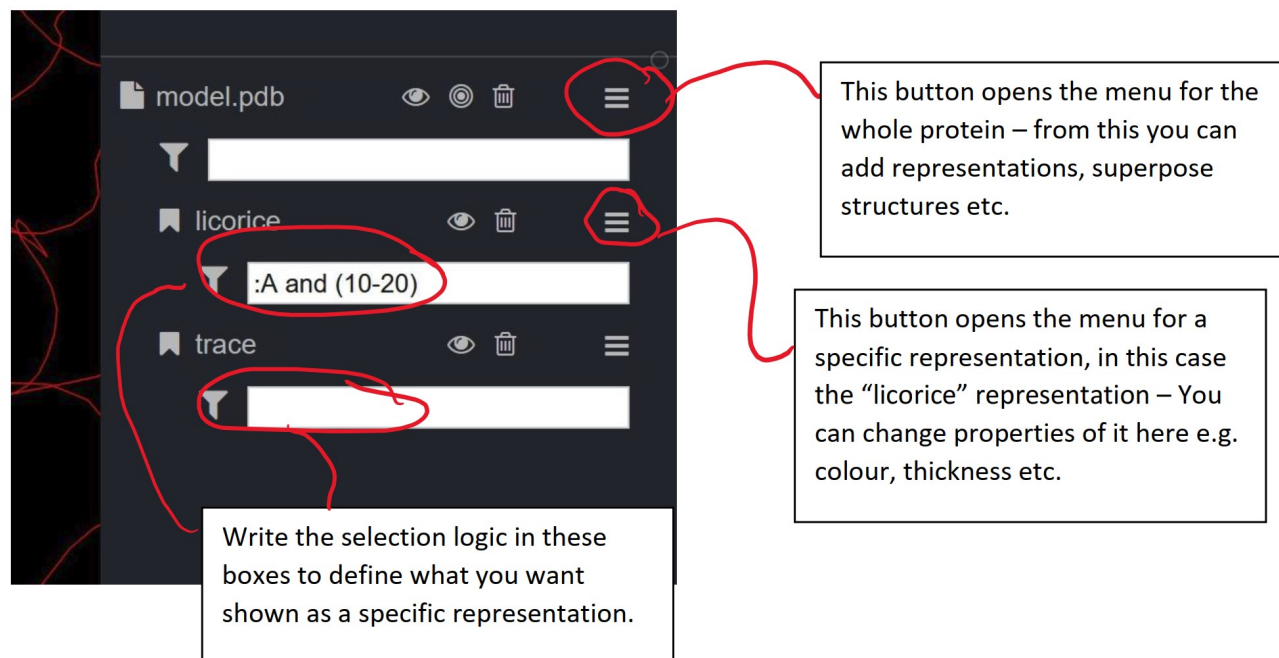 model.pdb
licorice
:A and (10-20)
trace
This button opens the menu for the
whole protein – from this you can
add representations, superpose
structures etc.
This button opens the menu for a
specific representation, in this case
the “licorice” representation – You
can change properties of it here e.g.
colour, thickness etc.
Write the selection logic in these
boxes to define what you want
shown as a specific representation.